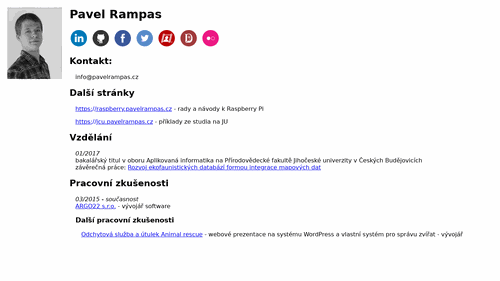 Pavel Rampas
Kontakt:
info@pavelrampas.cz
Další stránky
https://raspberry.pavelrampas.cz - rady a návody k Raspberry Pi
https://jcu.pavelrampas.cz - příklady ze studia na JU
Vzdělání
01/2017
bakalářský titul v oboru Aplikovaná informatika na Přírodovědecké fakultě Jihočeské univerzity v Českých Budějovicích
závěrečná práce: Rozvoj ekofaunistických databází formou integrace mapových dat
Pracovní zkušenosti
03/2015 - současnost
ARGO22 s.r.o. - vývojář software
Další pracovní zkušenosti
Odchytová služba a útulek Animal rescue - webové prezentace na systému WordPress a vlastní systém pro správu zvířat - vývojář